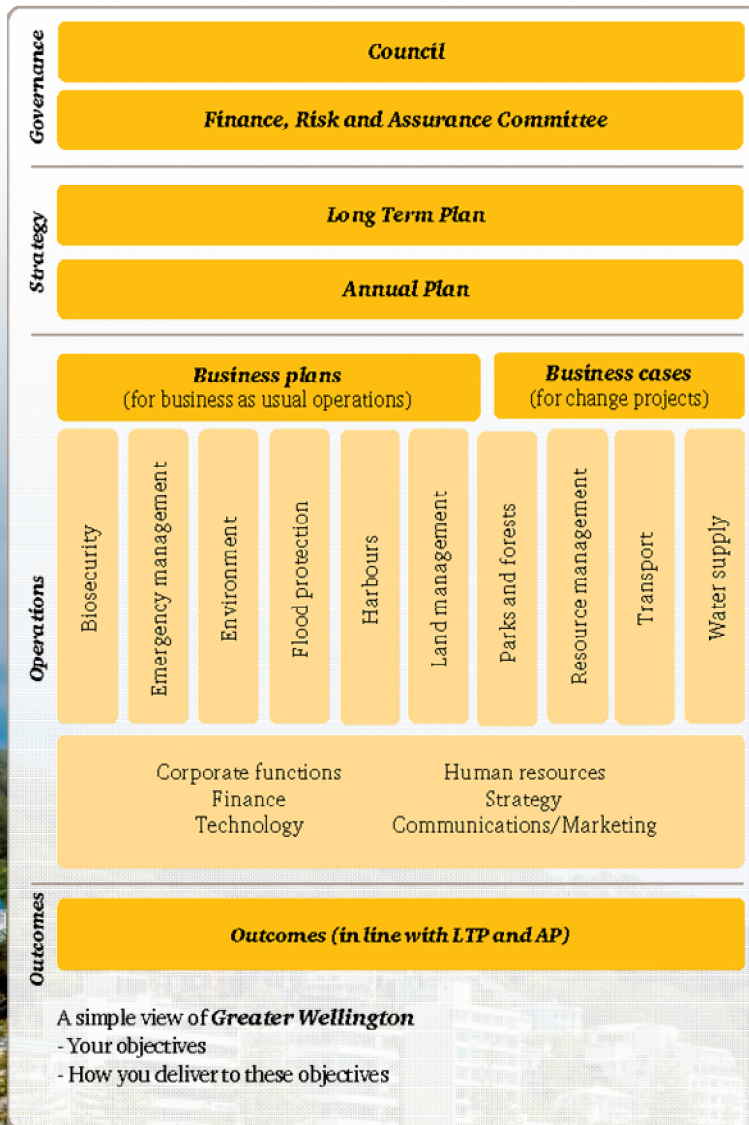 Governance
Council
Finance, Risk and Assurance Committee
Strategy
Long Term Plan
Annual Plan
Operations
Business plans
(for business as usual operations)
Business cases
(for change projects)
Biosecurity
Emergency management
Environment
Flood protection
Harbours
Land management
Parks and forests
Resource management
Transport
Water supply
Corporate functions
Finance
Technology
Human resources
Strategy
Communications/Marketing
Outcomes
Outcomes (in line with LTP and AP)
A simple view of Greater Wellington
- Your objectives
- How you deliver to these objectives